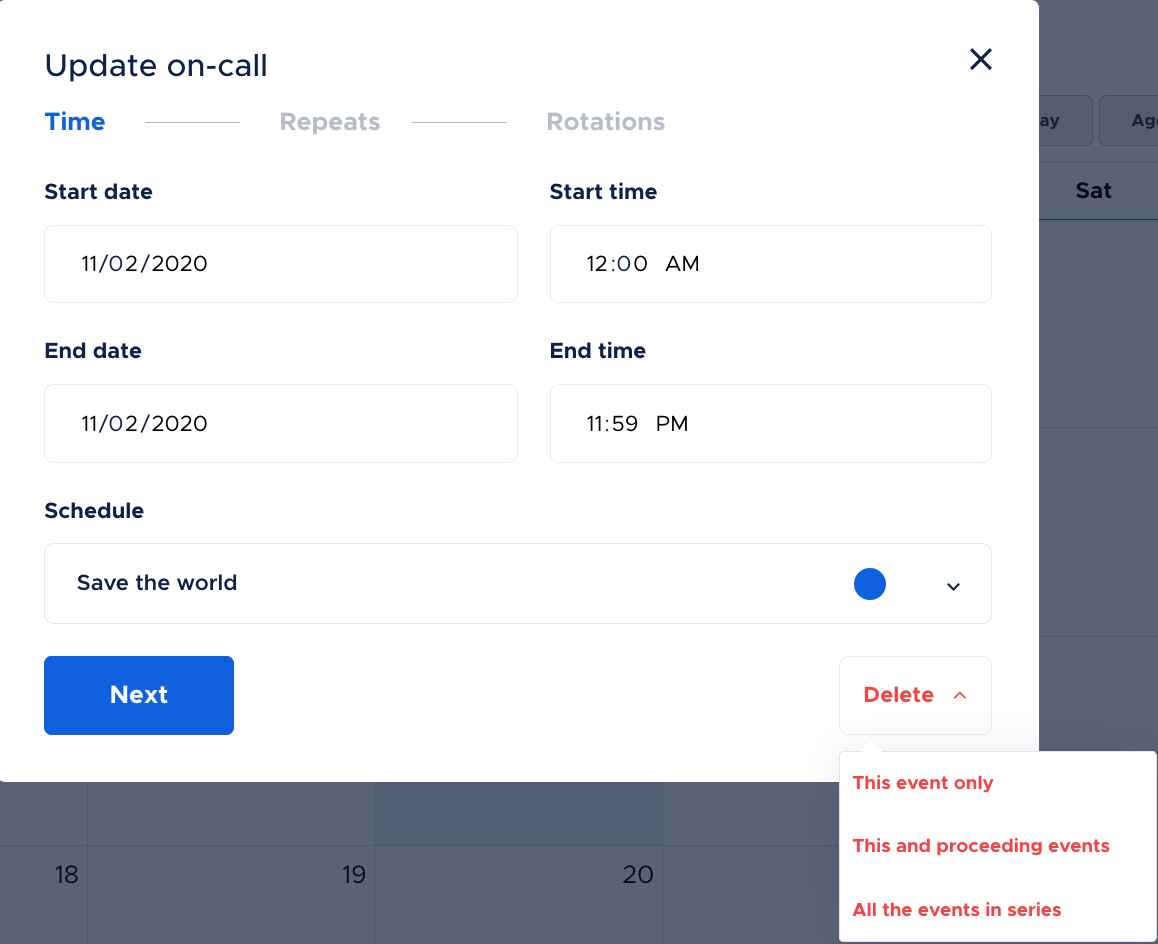 Update on-call
Time Repeats Rotations
ay
Sat
Start date Start time
11/02/2020 12:00 AM
End date End time
11/02/2020 11:59 PM
Schedule
Save the world
Next Delete
This event only
This and proceeding events
All the events in series
18 19 20